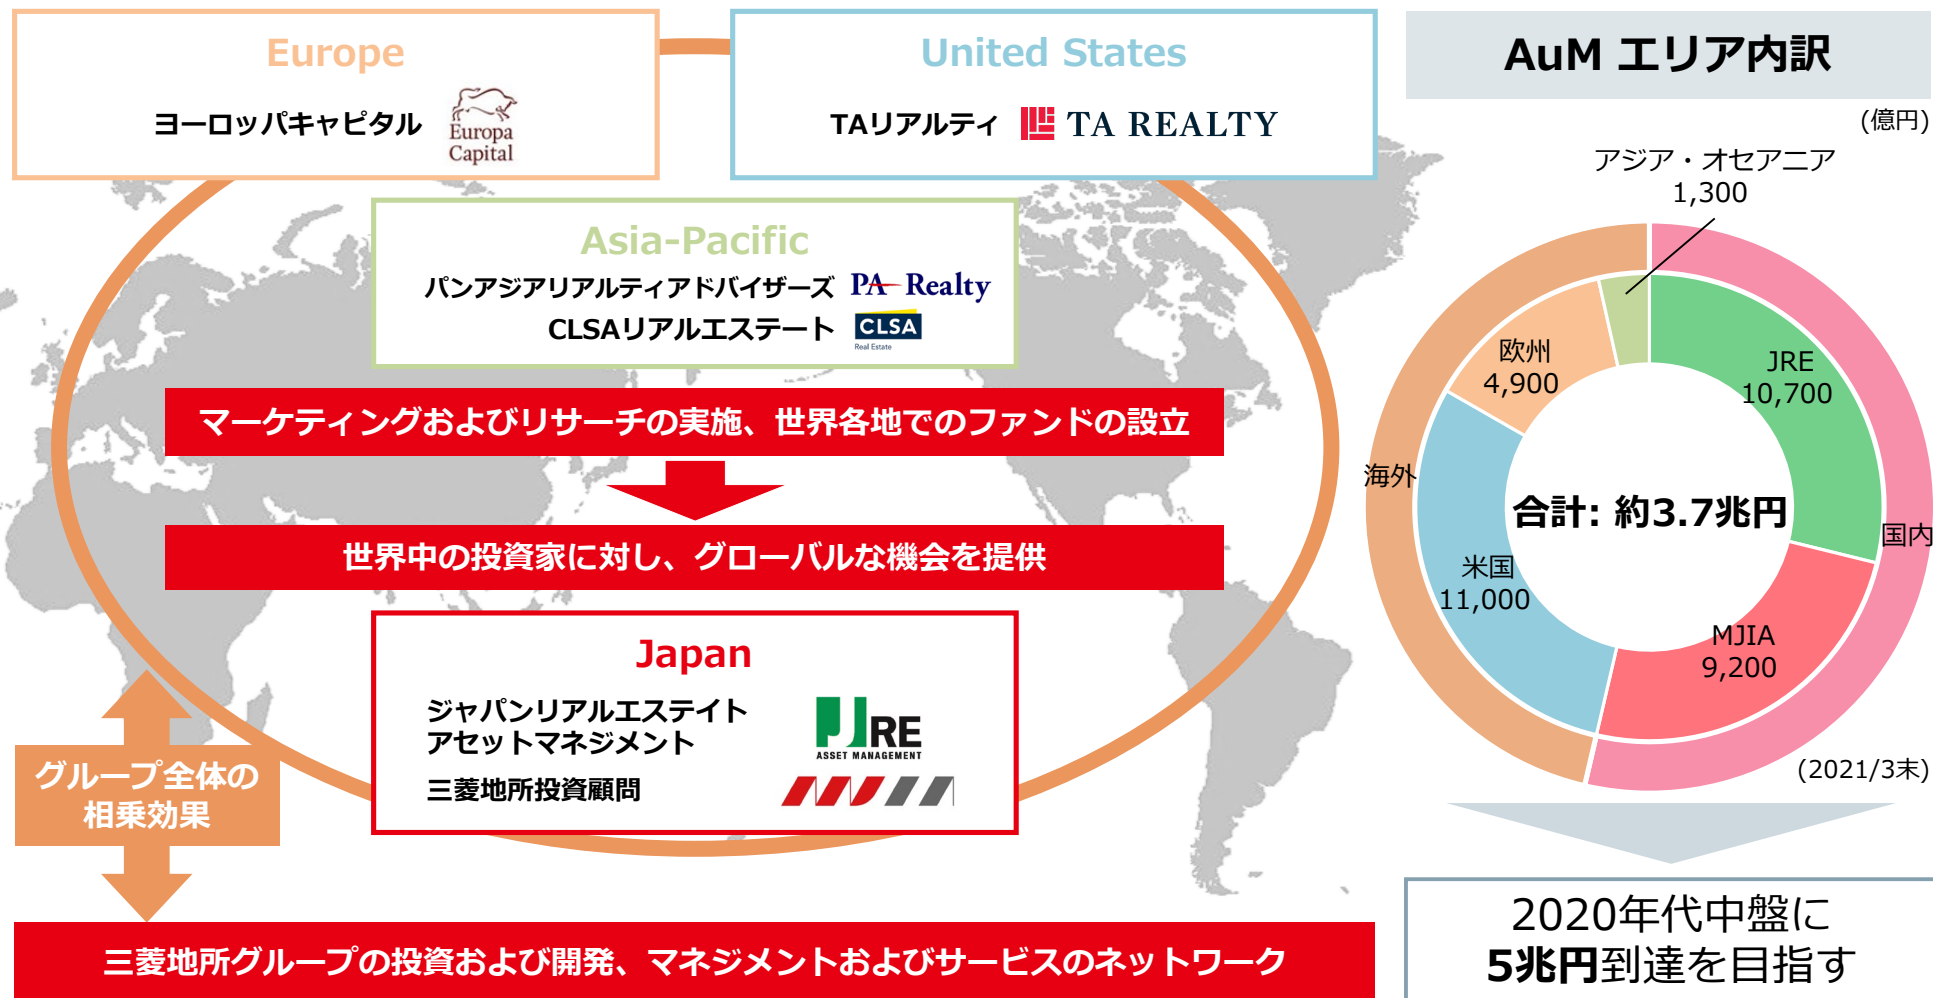 Europe
ヨーロッパキャピタル
Europa
Capital
United States
TAリアルティ
TA REALTY
Asia-Pacific
パンアジアリアルティアドバイザーズ
PA Realty
CLSAリアルエステート
CLSA
Real Estate
マーケティングおよびリサーチの実施、世界各地でのファンドの設立
世界中の投資家に対し、グローバルな機会を提供
Japan
ジャパンリアルエステイト
アセットマネジメント
JRE
ASSET MANAGEMENT
三菱地所投資顧問
グループ全体の
相乗効果
三菱地所グループの投資および開発、マネジメントおよびサービスのネットワーク
AuM エリア内訳
(億円)
アジア・オセアニア
1,300
欧州
4,900
JRE
10,700
海外
合計: 約3.7兆円
国内
米国
11,000
MJIA
9,200
(2021/3末)
2020年代中盤に
5兆円到達を目指す